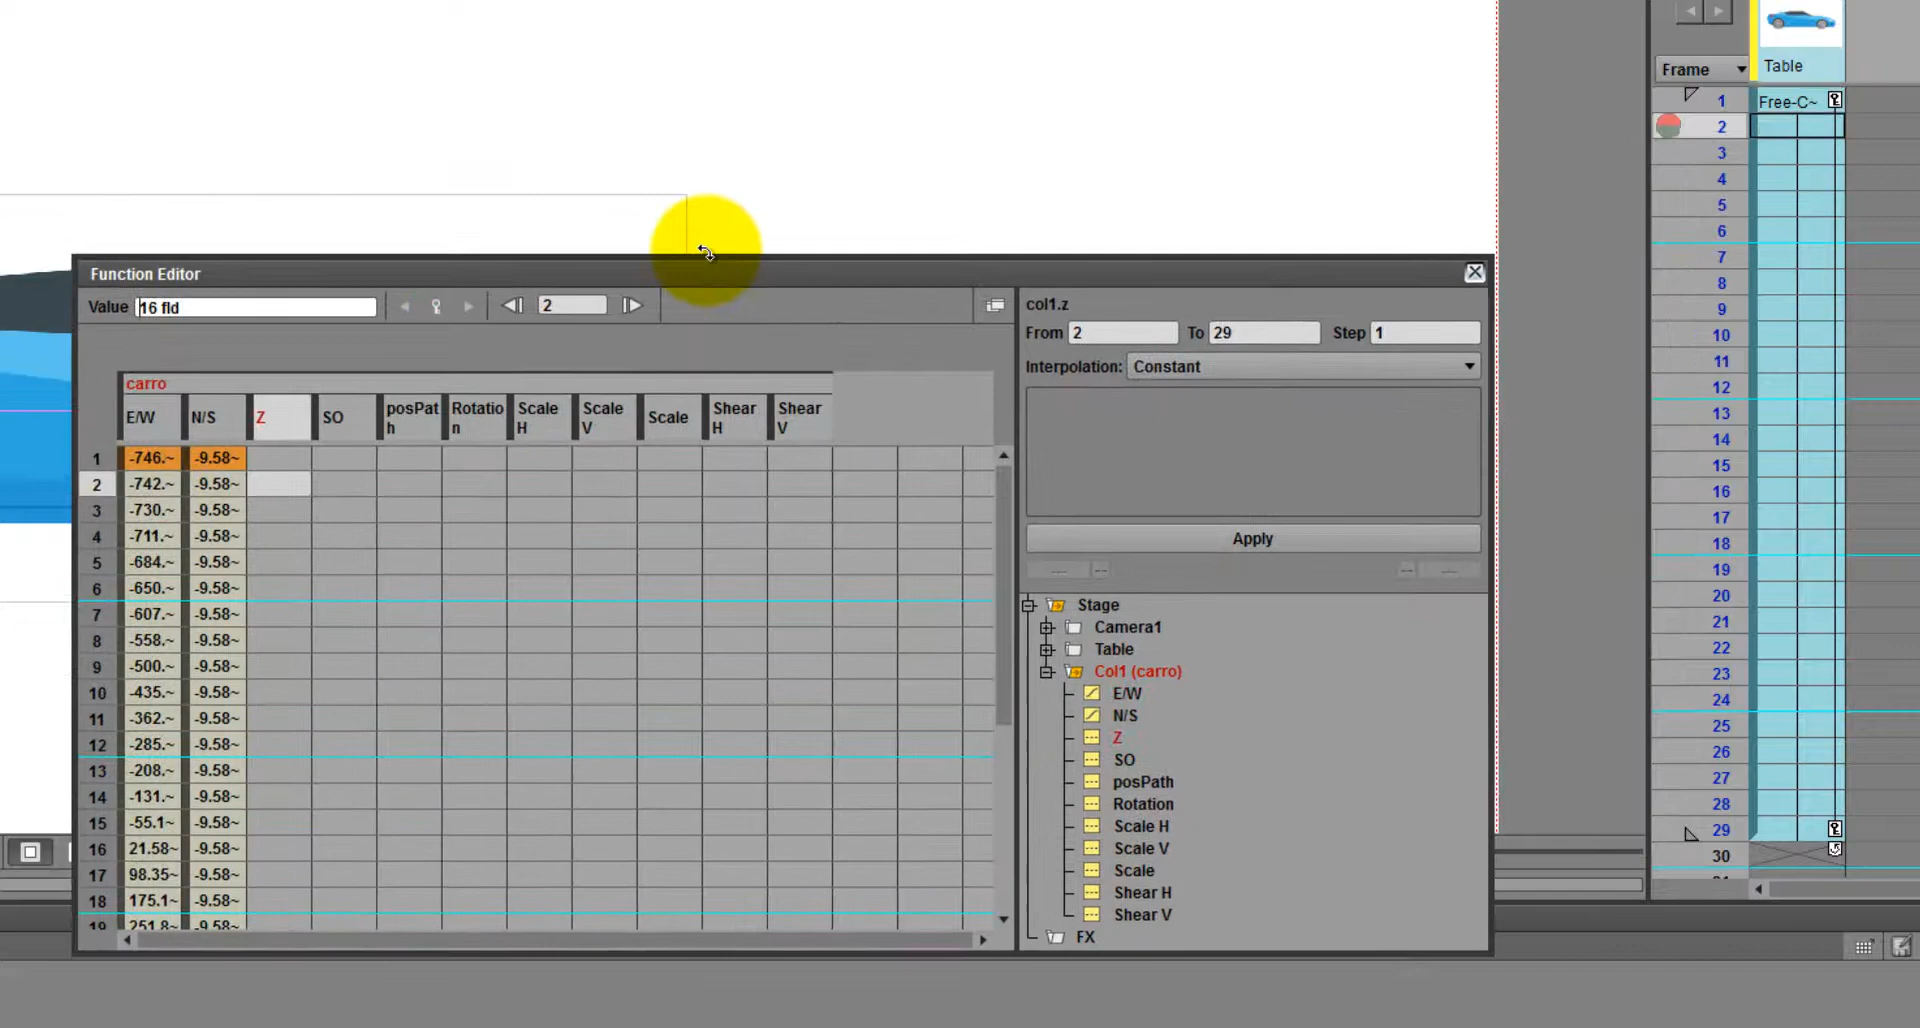 Frame
Table
1 Free-C~
2
3
4
5
6
7
8
9
10
11
12
13
14
15
16
17
18
19
20
21
22
23
24
25
26
27
28
29
30
Function Editor
Value 16 fld
2
carro
E/W N/S Z SO posPat
h Rotatio
n Scale
H Scale
V Scale Shear
H Shear
V
1 -746.~ -9.58~
2 -742.~ -9.58~
3 -730.~ -9.58~
4 -711.~ -9.58~
5 -684.~ -9.58~
6 -650.~ -9.58~
7 -607.~ -9.58~
8 -558.~ -9.58~
9 -500.~ -9.58~
10 -435.~ -9.58~
11 -362.~ -9.58~
12 -285.~ -9.58~
13 -208.~ -9.58~
14 -131.~ -9.58~
15 -55.1~ -9.58~
16 21.58~ -9.58~
17 98.35~ -9.58~
18 175.1~ -9.58~
19 251.8~ -9.58~
col1.z
From 2 To 29 Step 1
Interpolation: Constant
Apply
Stage
Camera1
Table
Col1 (carro)
E/W
N/S
Z
SO
posPath
Rotation
Scale H
Scale V
Scale
Shear H
Shear V
FX